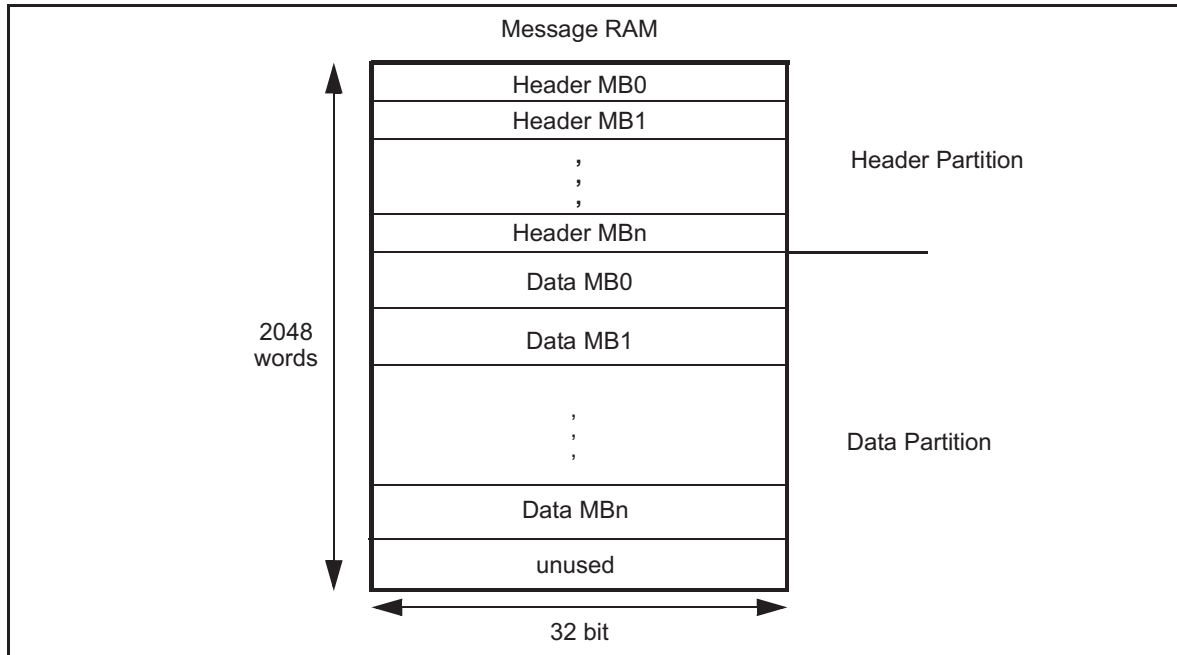 Message RAM
Header MB0
Header MB1
,
,
,
Header MBn
Header Partition
Data MB0
Data MB1
,
,
,
Data MBn
unused
Data Partition
2048
words
32 bit